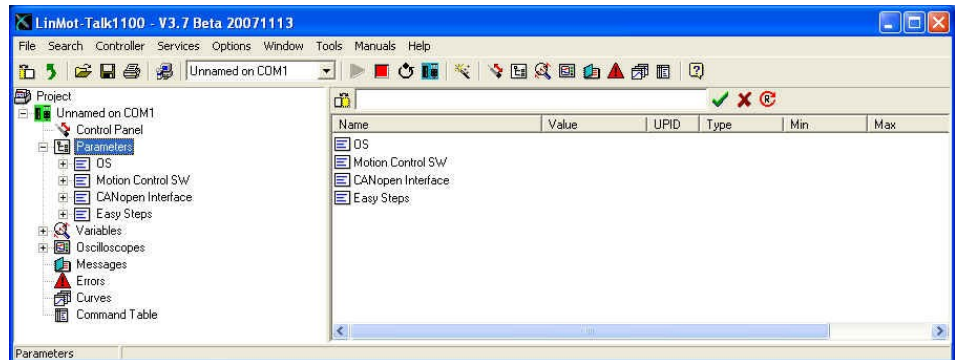 LinMot-Talk1100 - V3.7 Beta 20071113
File Search Controller Services Options Window Tools Manuals Help
Unnamed on COM1
Project
Unnamed on COM1
Control Panel
Parameters
OS
Motion Control SW
CANopen Interface
Easy Steps
Variables
Oscilloscopes
Messages
Errors
Curves
Command Table
Name Value UPID Type Min Max
OS
Motion Control SW
CANopen Interface
Easy Steps
Parameters